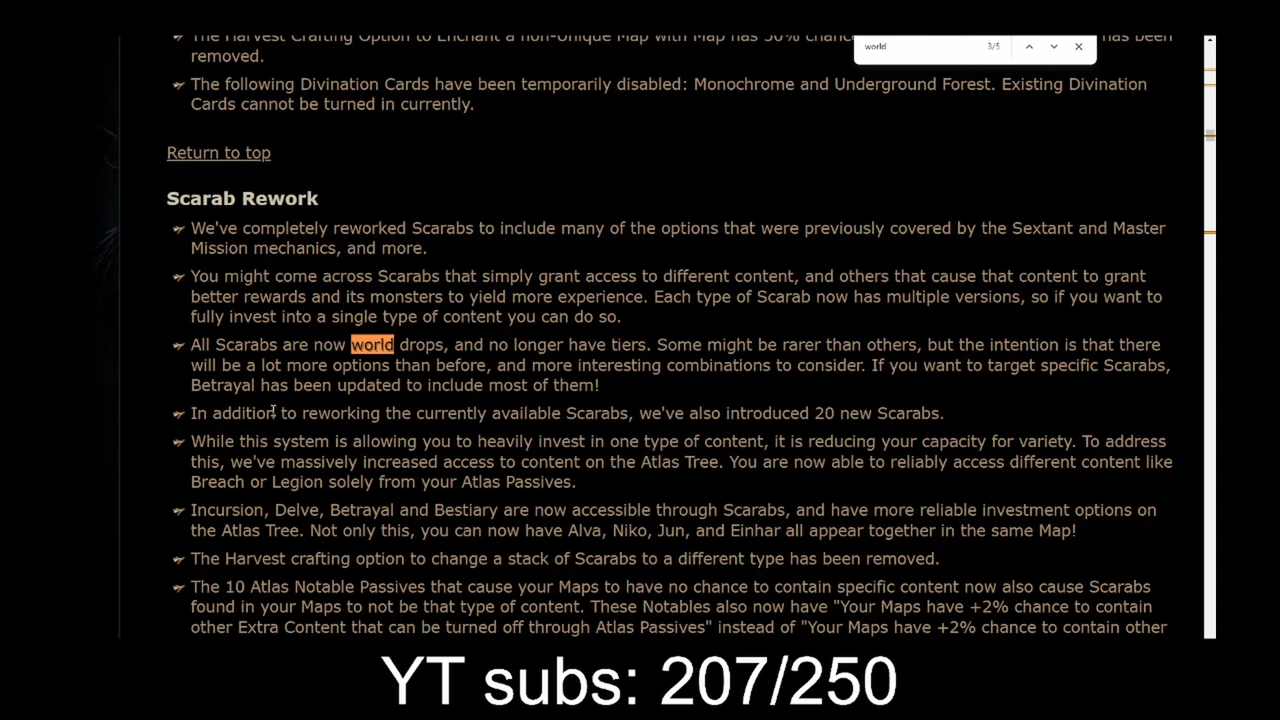 The Harvest Crafting Option to Enchant a non-Unique Map with Map has 50% chanc has been
removed.
world 3/5
The following Divination Cards have been temporarily disabled: Monochrome and Underground Forest. Existing Divination
Cards cannot be turned in currently.
Return to top
Scarab Rework
We've completely reworked Scarabs to include many of the options that were previously covered by the Sextant and Master
Mission mechanics, and more.
You might come across Scarabs that simply grant access to different content, and others that cause that content to grant
better rewards and its monsters to yield more experience. Each type of Scarab now has multiple versions, so if you want to
fully invest into a single type of content you can do so.
All Scarabs are now world drops, and no longer have tiers. Some might be rarer than others, but the intention is that there
will be a lot more options than before, and more interesting combinations to consider. If you want to target specific Scarabs,
Betrayal has been updated to include most of them!
In addition to reworking the currently available Scarabs, we've also introduced 20 new Scarabs.
While this system is allowing you to heavily invest in one type of content, it is reducing your capacity for variety. To address
this, we've massively increased access to content on the Atlas Tree. You are now able to reliably access different content like
Breach or Legion solely from your Atlas Passives.
Incursion, Delve, Betrayal and Bestiary are now accessible through Scarabs, and have more reliable investment options on
the Atlas Tree. Not only this, you can now have Alva, Niko, Jun, and Einhar all appear together in the same Map!
The Harvest crafting option to change a stack of Scarabs to a different type has been removed.
The 10 Atlas Notable Passives that cause your Maps to have no chance to contain specific content now also cause Scarabs
found in your Maps to not be that type of content. These Notables also now have "Your Maps have +2% chance to contain
other Extra Content that can be turned off through Atlas Passives" instead of "Your Maps have +2% chance to contain other
YT subs: 207/250